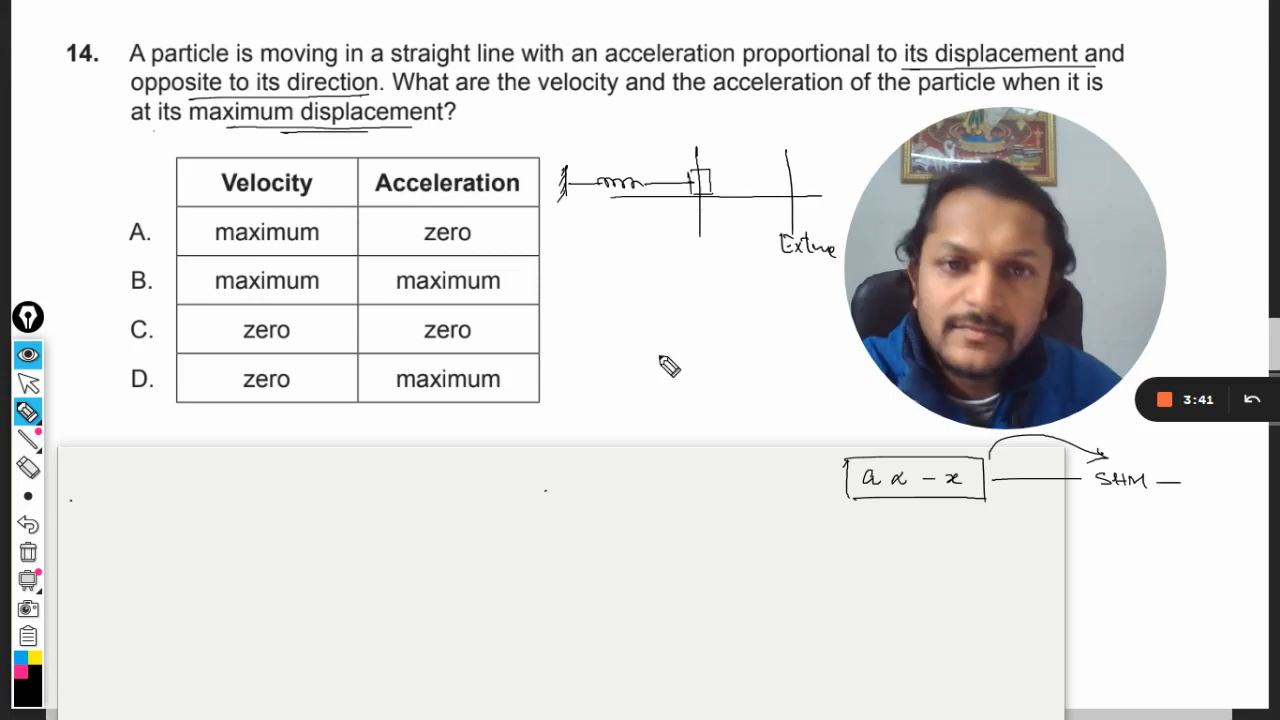 14. A particle is moving in a straight line with an acceleration proportional to its displacement and
opposite to its direction. What are the velocity and the acceleration of the particle when it is
at its maximum displacement?
Velocity Acceleration
A. maximum zero
B. maximum maximum
C. zero zero
D. zero maximum
3:41
a α – x SHM